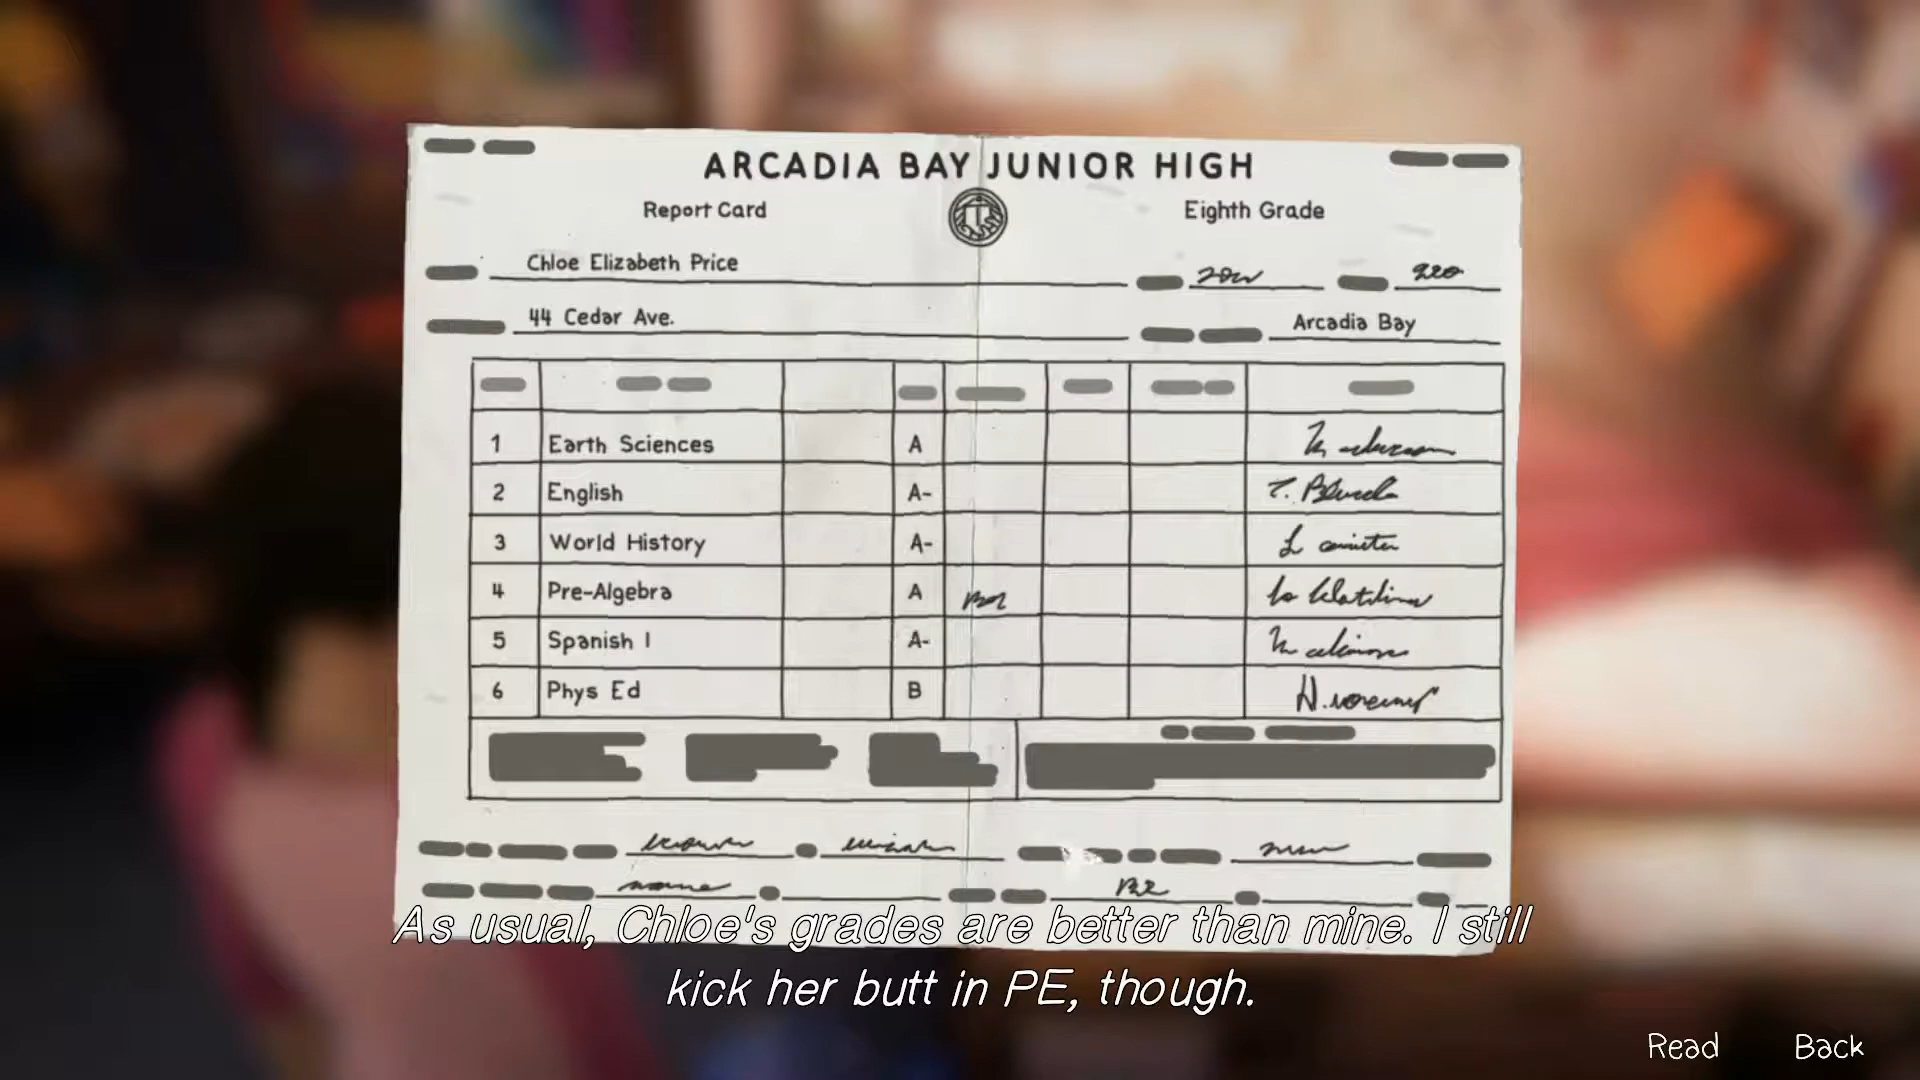 ARCADIA BAY JUNIOR HIGH
Report Card
Eighth Grade
Chloe Elizabeth Price
44 Cedar Ave.
Arcadia Bay
1 Earth Sciences A
2 English A-
3 World History A-
4 Pre-Algebra A
5 Spanish I A-
6 Phys Ed B
As usual, Chloe's grades are better than mine. I still
kick her butt in PE, though.
Read Back